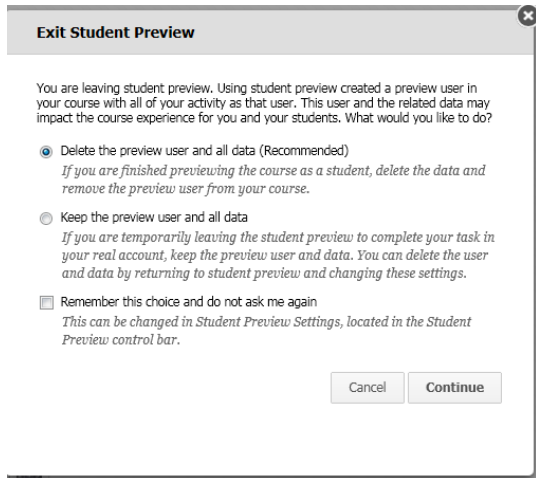 Exit Student Preview
You are leaving student preview. Using student preview created a preview user in
your course with all of your activity as that user. This user and the related data may
impact the course experience for you and your students. What would you like to do?
Delete the preview user and all data (Recommended)
If you are finished previewing the course as a student, delete the data and
remove the preview user from your course.
Keep the preview user and all data
If you are temporarily leaving the student preview to complete your task in
your real account, keep the preview user and data. You can delete the user
and data by returning to student preview and changing these settings.
Remember this choice and do not ask me again
This can be changed in Student Preview Settings, located in the Student
Preview control bar.
Cancel Continue